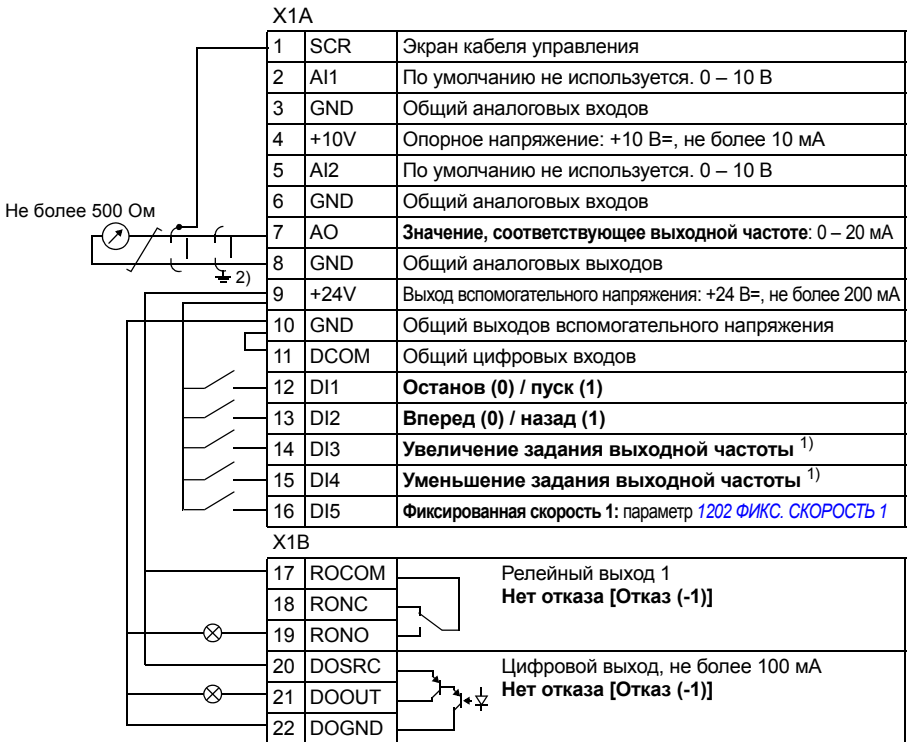 X1A
1 SCR Экран кабеля управления
2 AI1 По умолчанию не используется. 0 – 10 В
3 GND Общий аналоговых входов
4 +10V Опорное напряжение: +10 В=, не более 10 мА
5 AI2 По умолчанию не используется. 0 – 10 В
6 GND Общий аналоговых входов
Не более 500 Ом
7 AO Значение, соответствующее выходной частоте: 0 – 20 мА
8 GND Общий аналоговых выходов
2)
9 +24V Выход вспомогательного напряжения: +24 В=, не более 200 мА
10 GND Общий выходов вспомогательного напряжения
11 DCOM Общий цифровых входов
12 DI1 Останов (0) / пуск (1)
13 DI2 Вперед (0) / назад (1)
14 DI3 Увеличение задания выходной частоты 1)
15 DI4 Уменьшение задания выходной частоты 1)
16 DI5 Фиксированная скорость 1: параметр 1202 ФИКС. СКОРОСТЬ 1
X1B
17 ROCOM Релейный выход 1
18 RONC Нет отказа [Отказ (-1)]
19 RONO
20 DOSRC Цифровой выход, не более 100 мА
21 DOOUT Нет отказа [Отказ (-1)]
22 DOGND